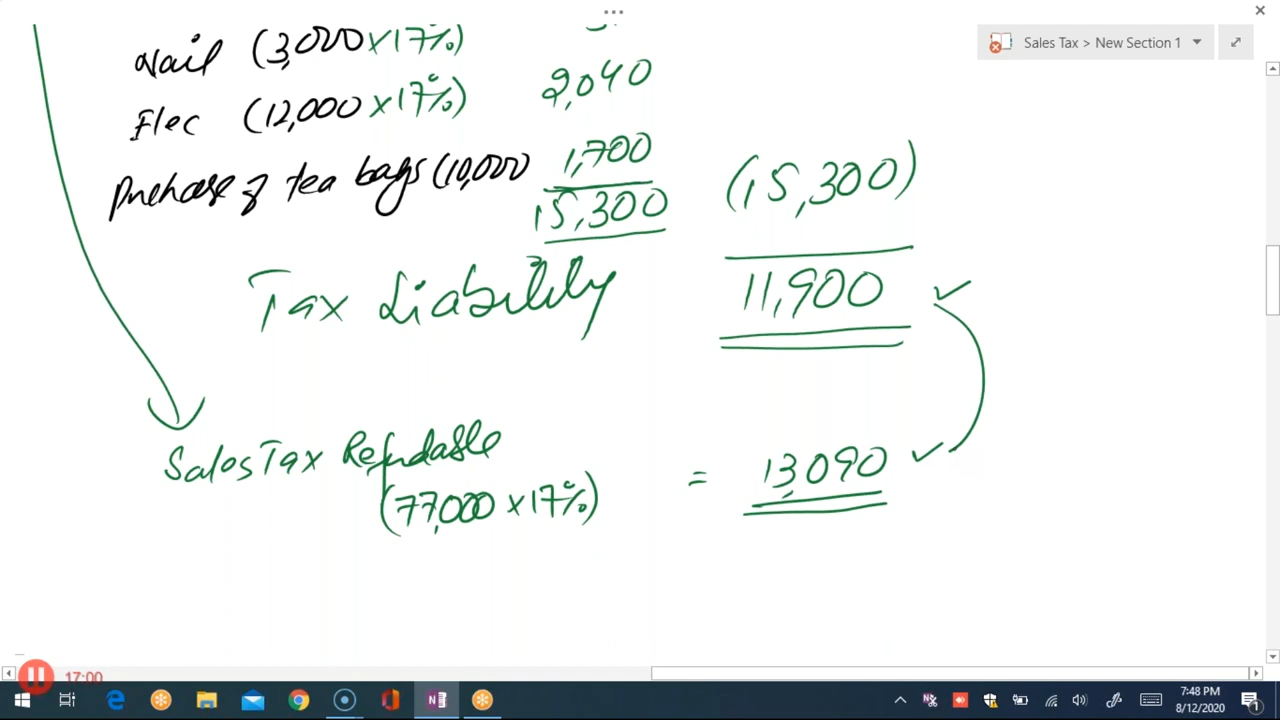 Sales Tax > New Section 1
Nail (3,000 x 17%)
Elec (12,000 x 17%) 2,040
Purchase of tea bags (10,000 1,700 (15,300)
15,300
Tax Liability 11,900
Sales Tax Refundable = 13,090
(77,000 x 17%)
17:00
7:48 PM
8/12/2020